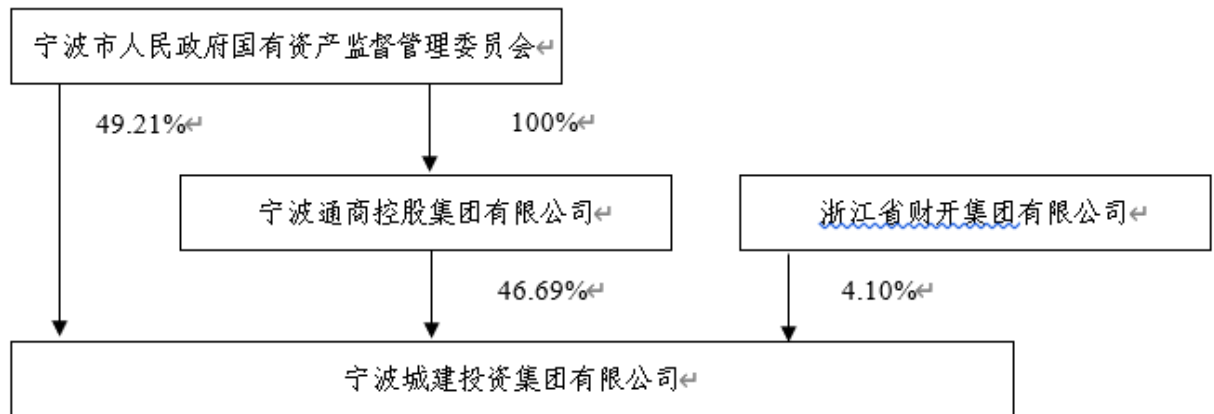 宁波市人民政府国有资产监督管理委员会↵
49.21%↵
100%↵
宁波通商控股集团有限公司↵
浙江省财开集团有限公司↵
46.69%↵
4.10%↵
宁波城建投资集团有限公司↵